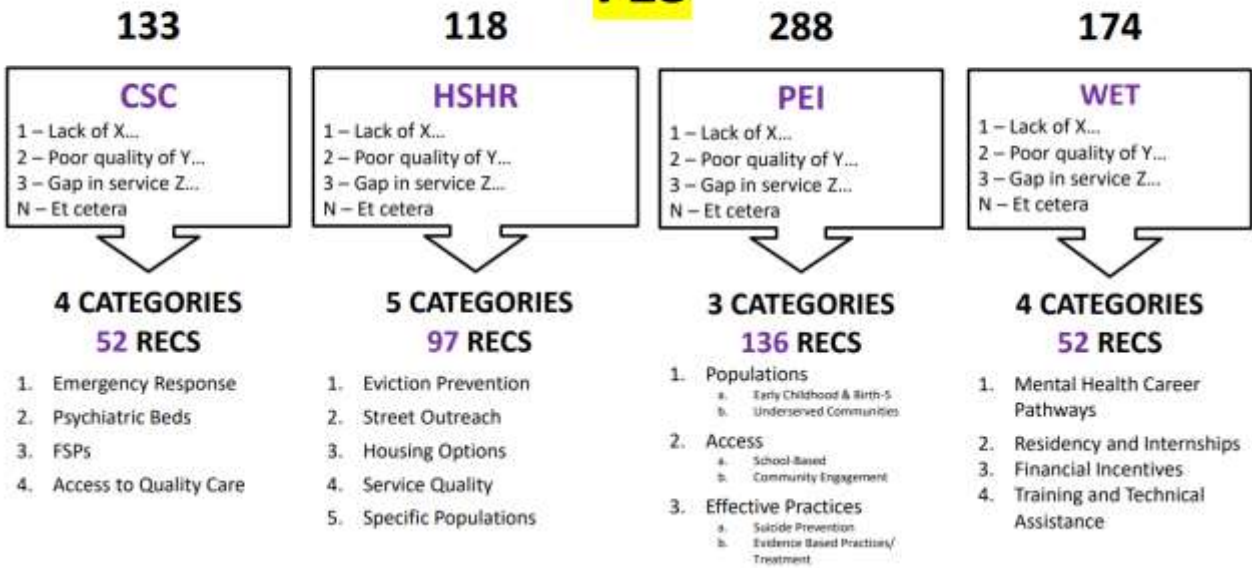 133
CSC
1 – Lack of X...
2 – Poor quality of Y...
3 – Gap in service Z...
N – Et cetera
4 CATEGORIES
52 RECS
1. Emergency Response
2. Psychiatric Beds
3. FSPs
4. Access to Quality Care
118
HSHR
1 – Lack of X...
2 – Poor quality of Y...
3 – Gap in service Z...
N – Et cetera
5 CATEGORIES
97 RECS
1. Eviction Prevention
2. Street Outreach
3. Housing Options
4. Service Quality
5. Specific Populations
288
PEI
1 – Lack of X...
2 – Poor quality of Y...
3 – Gap in service Z...
N – Et cetera
3 CATEGORIES
136 RECS
1. Populations
a. Early Childhood & Birth-5
b. Underserved Communities
2. Access
a. School-Based
b. Community Engagement
3. Effective Practices
a. Suicide Prevention
b. Evidence Based Practices/
Treatment
174
WET
1 – Lack of X...
2 – Poor quality of Y...
3 – Gap in service Z...
N – Et cetera
4 CATEGORIES
52 RECS
1. Mental Health Career
Pathways
2. Residency and Internships
3. Financial Incentives
4. Training and Technical
Assistance